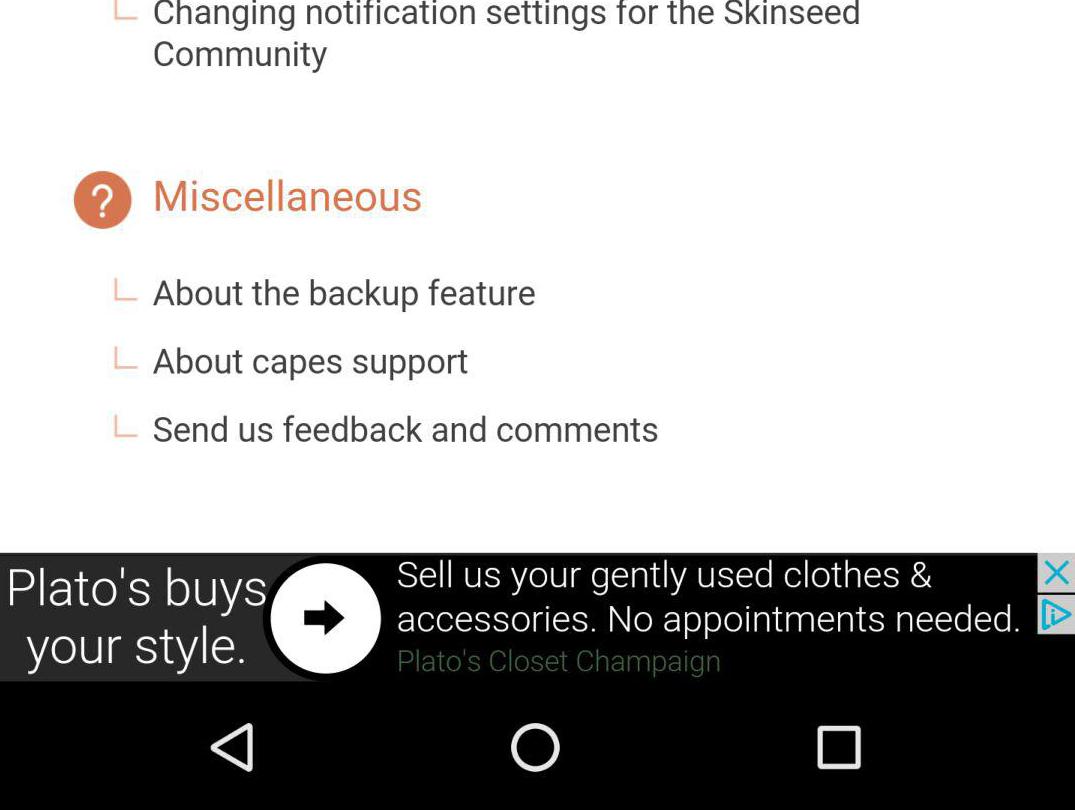 Changing notification settings for the Skinseed
Community
? Miscellaneous
About the backup feature
About capes support
Send us feedback and comments
Plato's buys
your style.
Sell us your gently used clothes &
accessories. No appointments needed.
Plato's Closet Champaign